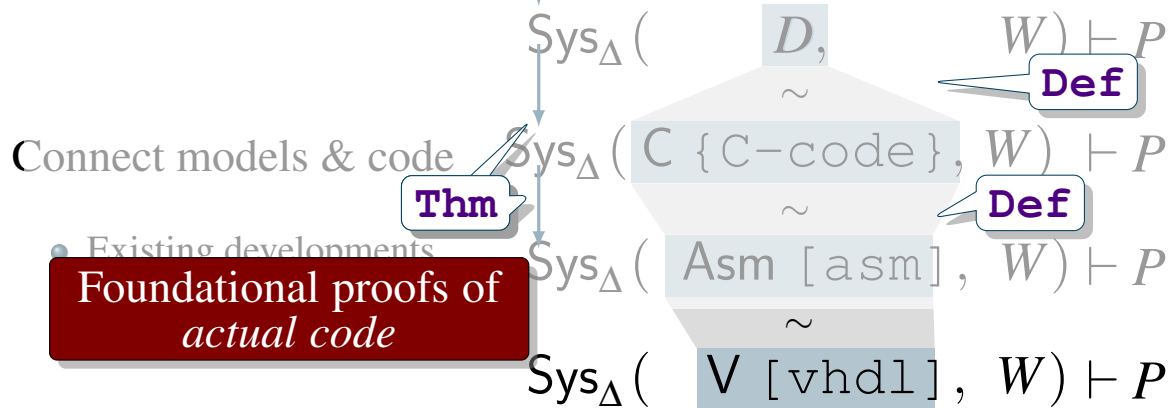 Sys_Δ ( D, W) ⊢ P
∼
Def
Connect models & code
Sys_Δ ( C {C-code}, W) ⊢ P
Thm
∼
Def
Existing developments
Sys_Δ ( Asm [asm], W) ⊢ P
Foundational proofs of
actual code
∼
Sys_Δ ( V [vhdl], W) ⊢ P